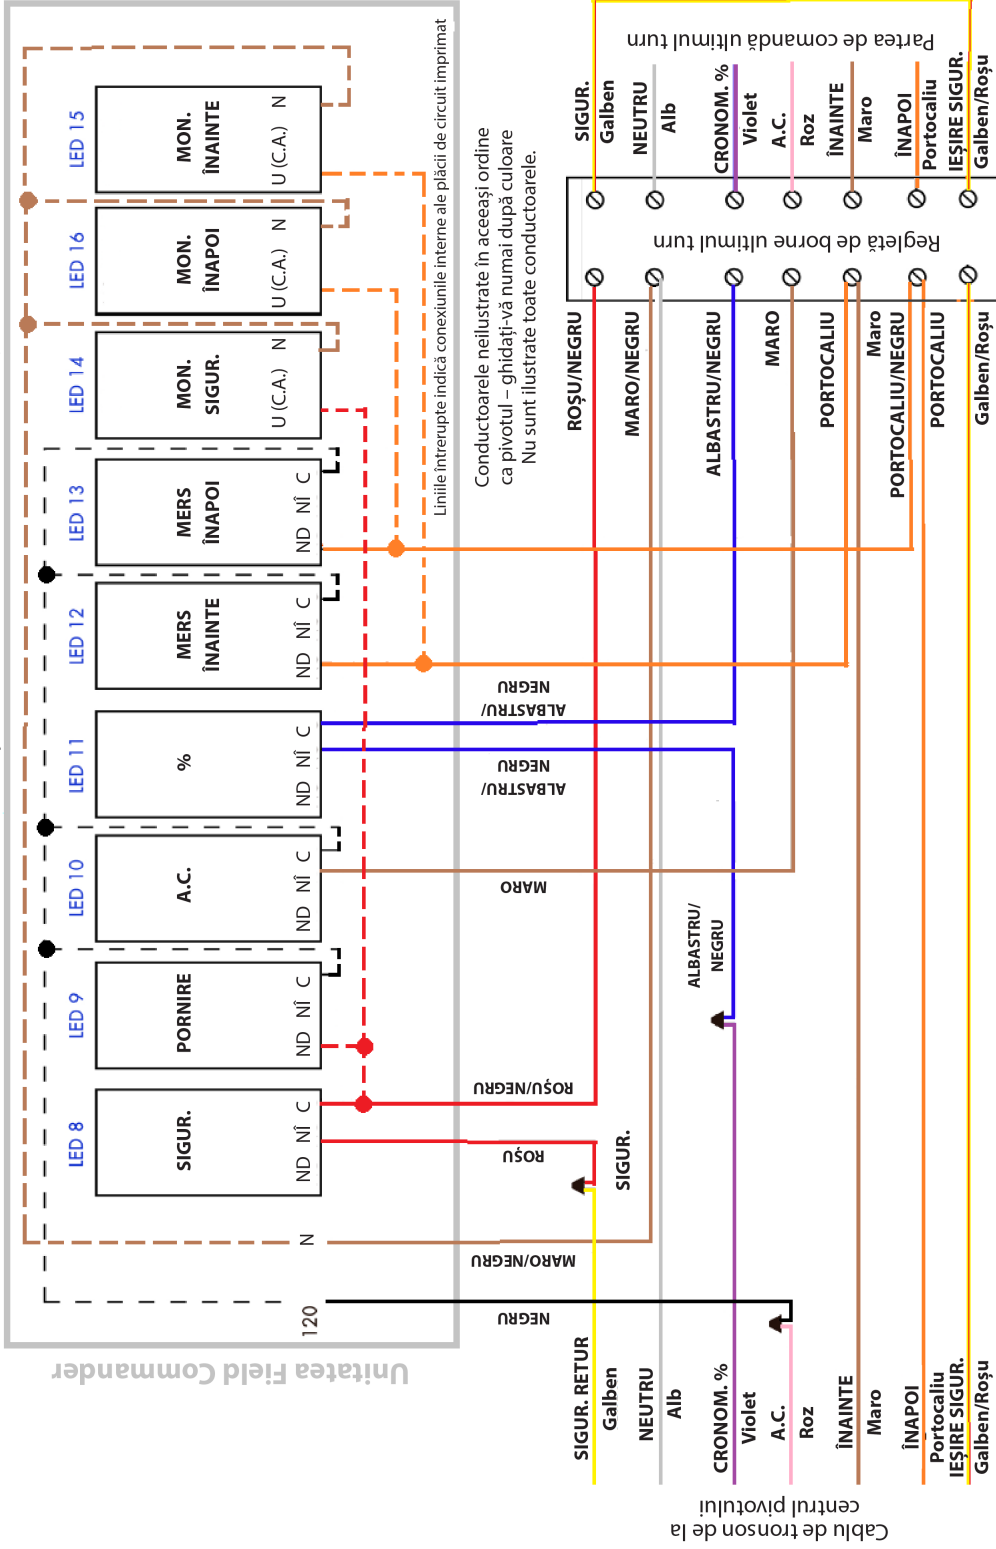 Unitatea Field Commander
120
N
LED 8
SIGUR.
ND NÎ C
LED 9
PORNIRE
ND NÎ C
LED 10
A.C.
ND NÎ C
LED 11
%
ND NÎ C
LED 12
MERS
ÎNAINTE
ND NÎ C
LED 13
MERS
ÎNAPOI
ND NÎ C
LED 14
MON.
SIGUR.
U (C.A.) N
LED 16
MON.
ÎNAPOI
U (C.A.) N
LED 15
MON.
ÎNAINTE
U (C.A.) N
Liniile întrerupte indică conexiunile interne ale plăcii de circuit imprimat
Conductoarele neilustrate în aceeași ordine
ca pivotul – ghidați-vă numai după culoare
Nu sunt ilustrate toate conductoarele.
NEGRU
MARO/NEGRU
ROȘU
ROȘU/NEGRU
MARO
ALBASTRU/
NEGRU
ALBASTRU/
NEGRU
SIGUR.
ALBASTRU/
NEGRU
ROȘU/NEGRU
MARO/NEGRU
ALBASTRU/NEGRU
MARO
PORTOCALIU
Maro
PORTOCALIU/NEGRU
PORTOCALIU
Galben/Roșu
Regletă de borne ultimul turn
Partea de comandă ultimul turn
SIGUR.
Galben
NEUTRU
Alb
CRONOM. %
Violet
A.C.
Roz
ÎNAINTE
Maro
ÎNAPOI
Portocaliu
IEȘIRE SIGUR.
Galben/Roșu
SIGUR. RETUR
Galben
NEUTRU
Alb
CRONOM. %
Violet
A.C.
Roz
ÎNAINTE
Maro
ÎNAPOI
Portocaliu
IEȘIRE SIGUR.
Galben/Roșu
Cablu de tronson de la
centrul pivotului